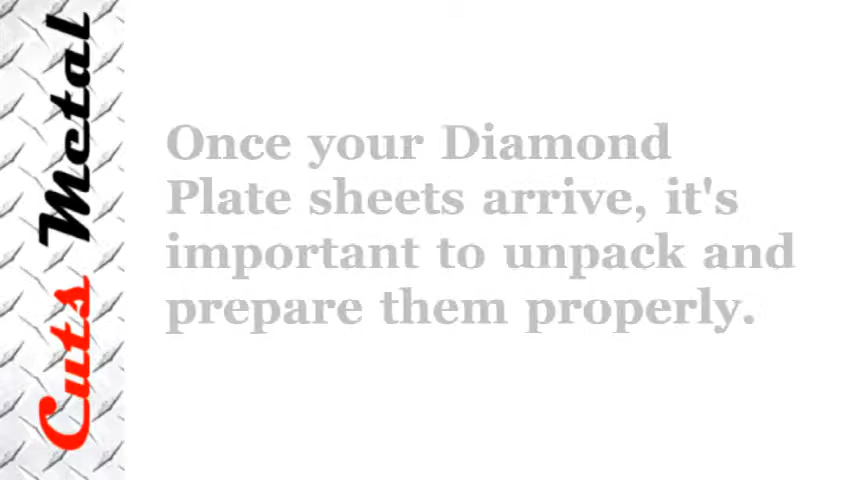 Cuts Metal
Once your Diamond
Plate sheets arrive, it's
important to unpack and
prepare them properly.